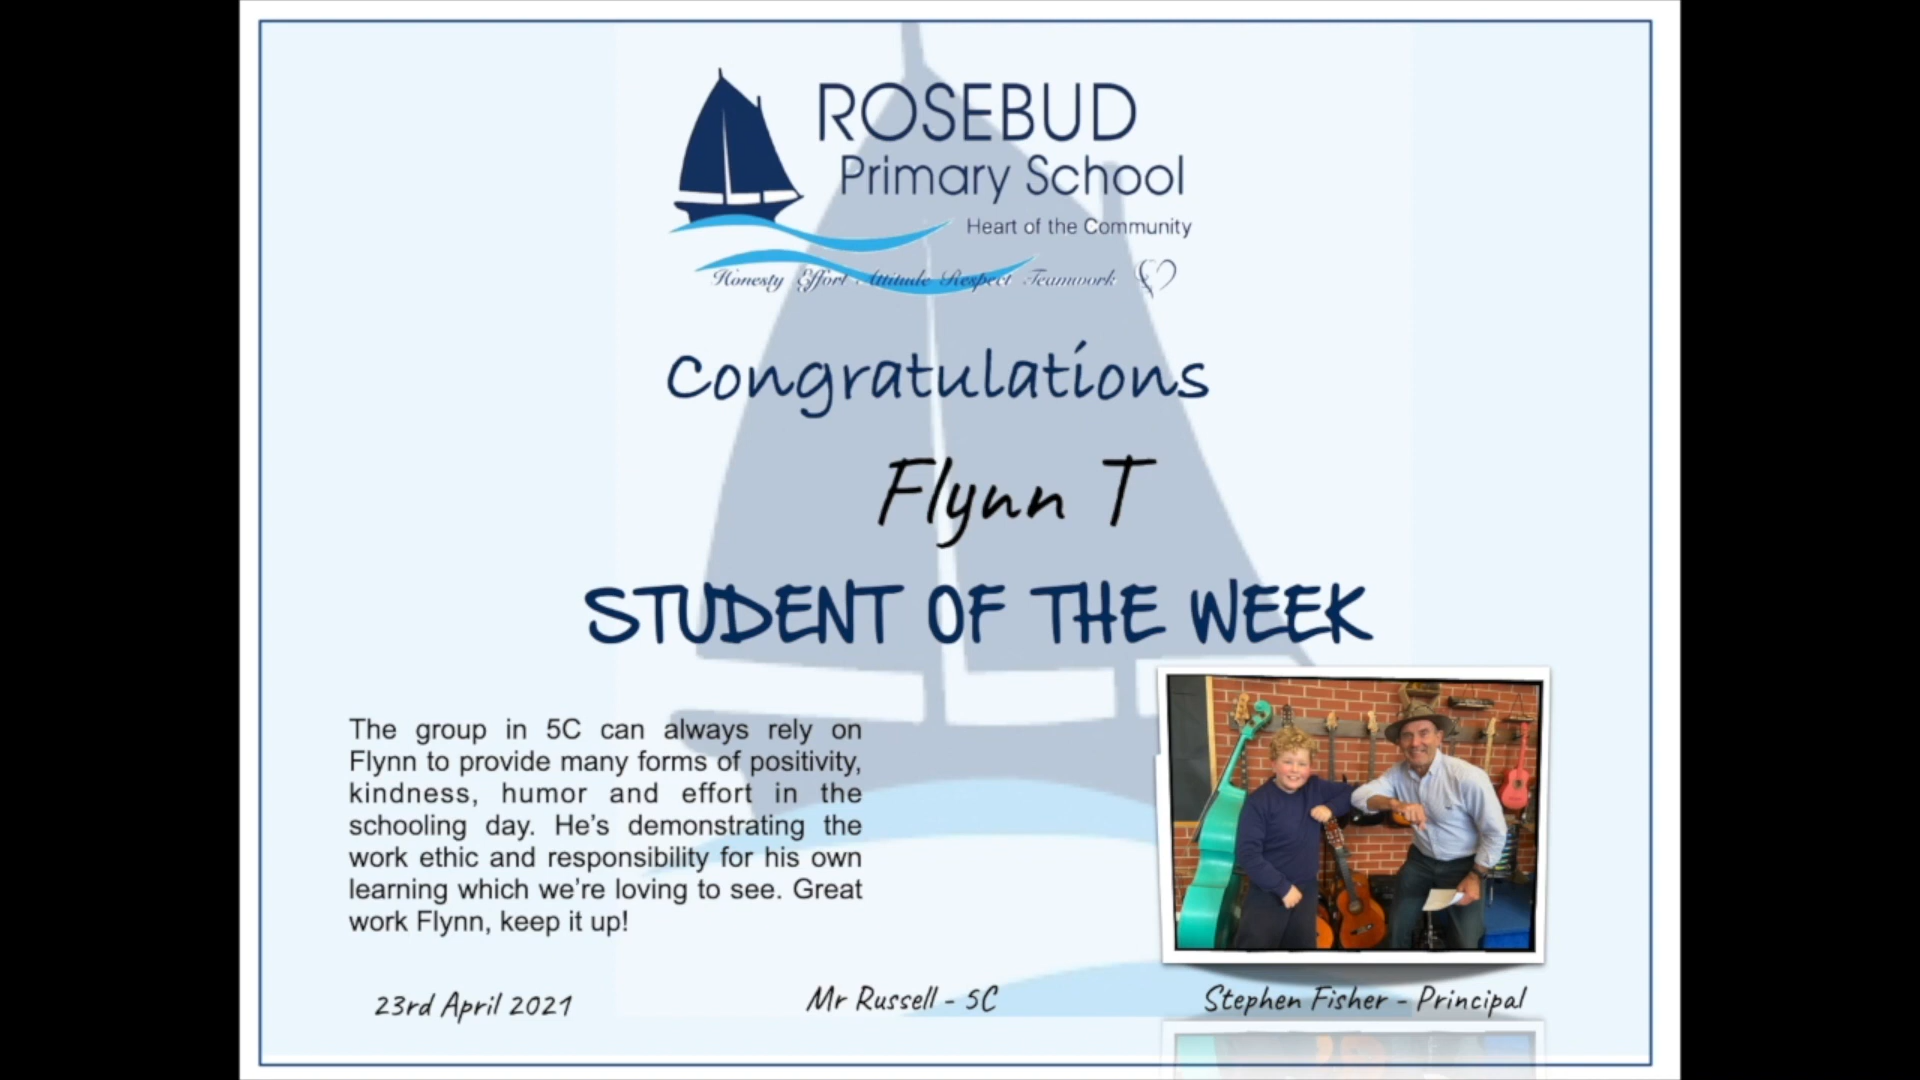 ROSEBUD
Primary School
Heart of the Community
Honesty Effort Attitude Respect Teamwork
Congratulations
Flynn T
STUDENT OF THE WEEK
The group in 5C can always rely on
Flynn to provide many forms of positivity,
kindness, humor and effort in the
schooling day. He's demonstrating the
work ethic and responsibility for his own
learning which we're loving to see. Great
work Flynn, keep it up!
23rd April 2021
Mr Russell - 5C
Stephen Fisher - Principal